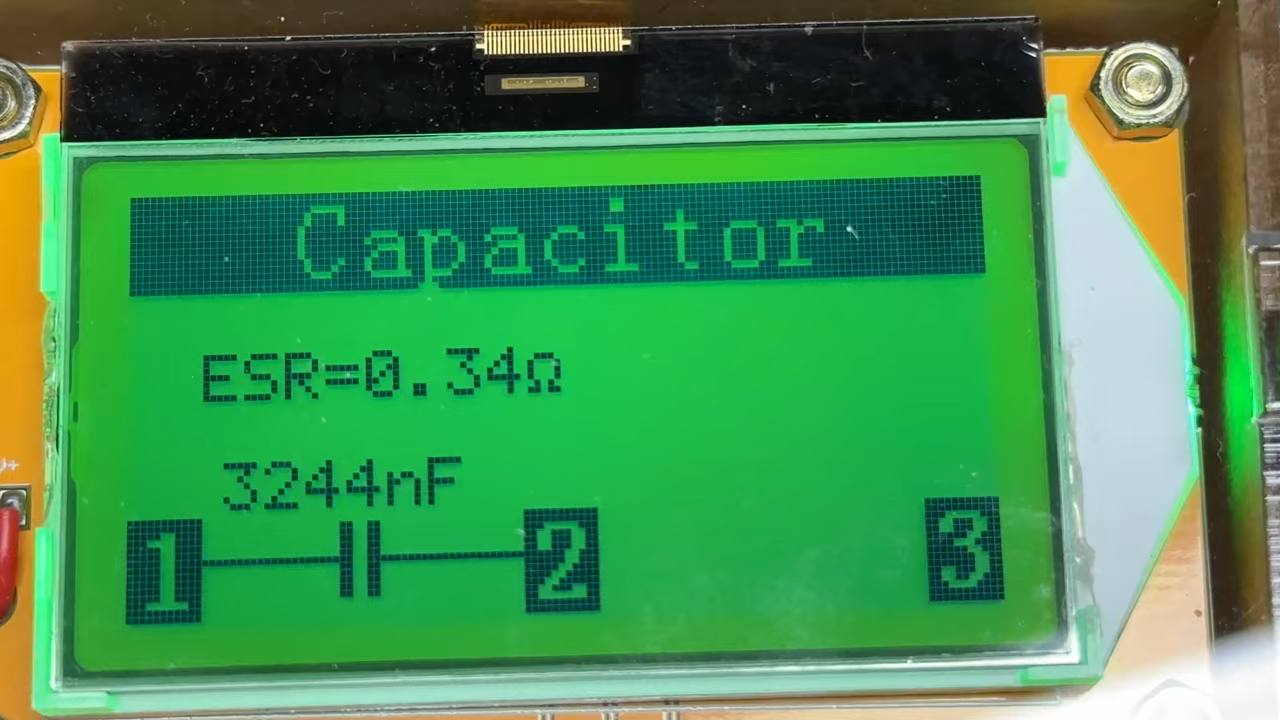 Capacitor
ESR=0.34Ω
3244nF
1 2 3